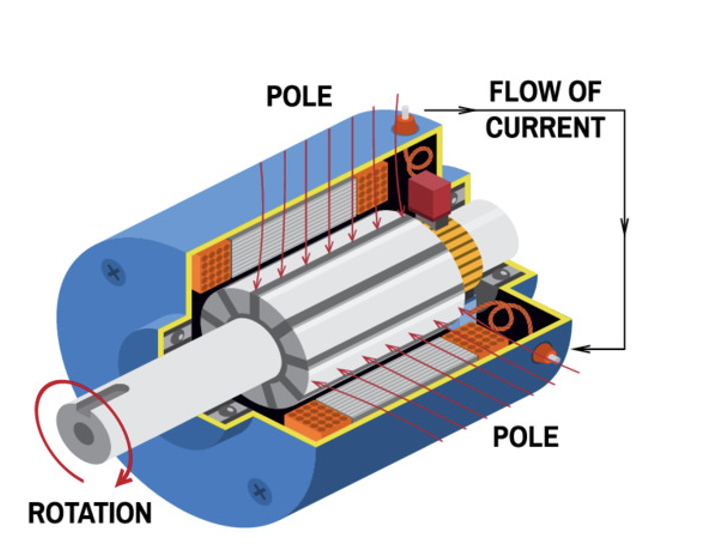 POLE
FLOW OF
CURRENT
POLE
ROTATION